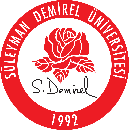 SÜLEYMAN DEMİREL ÜNİVERSİTESİ
S. Demirel
1992